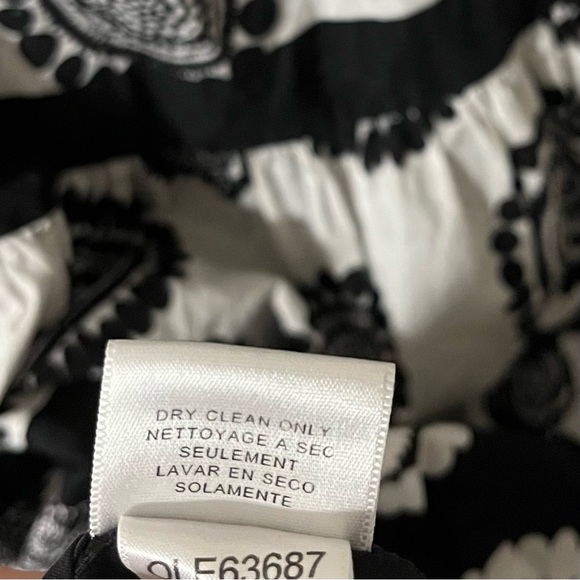 DRY CLEAN ONLY
NETTOYAGE A SEC
SEULEMENT
LAVAR EN SECO
SOLAMENTE